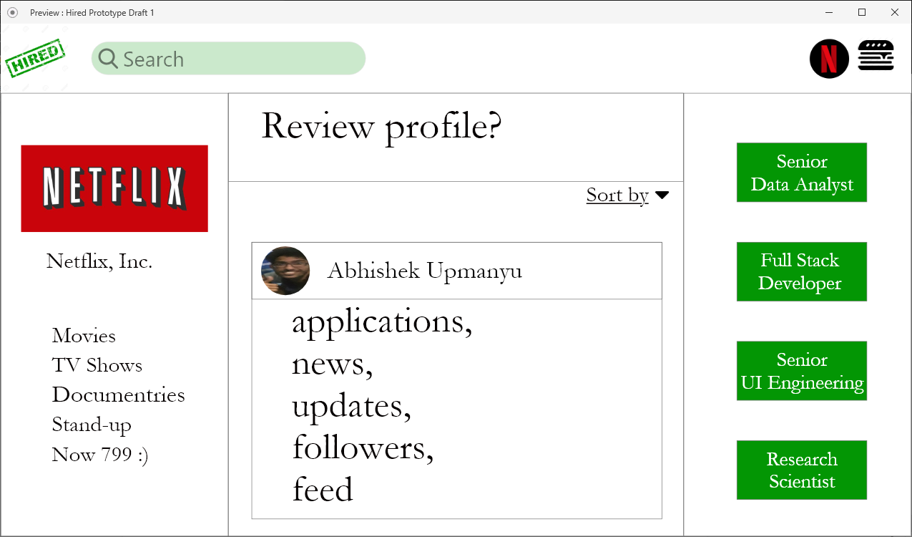 Preview : Hired Prototype Draft 1
HIRED
Search
N
NETFLIX
Netflix, Inc.
Movies
TV Shows
Documentries
Stand-up
Now 799 :)
Review profile?
Sort by
Abhishek Upmanyu
applications,
news,
updates,
followers,
feed
Senior
Data Analyst
Full Stack
Developer
Senior
UI Engineering
Research
Scientist